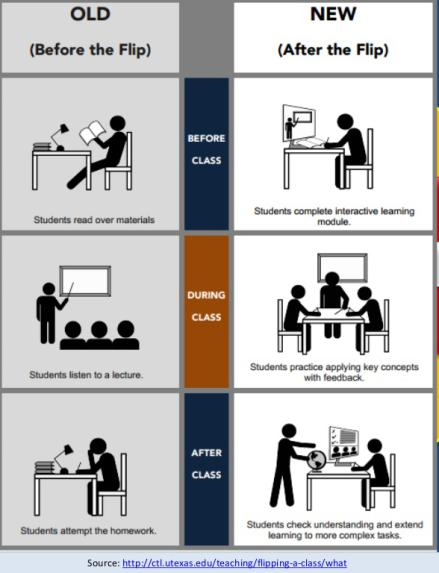 OLD
(Before the Flip)
NEW
(After the Flip)
BEFORE
CLASS
Students read over materials
Students complete interactive learning
module.
DURING
CLASS
Students listen to a lecture.
Students practice applying key concepts
with feedback.
AFTER
CLASS
Students attempt the homework.
Students check understanding and extend
learning to more complex tasks.
Source: http://ctl.utexas.edu/teaching/flipping-a-class/what